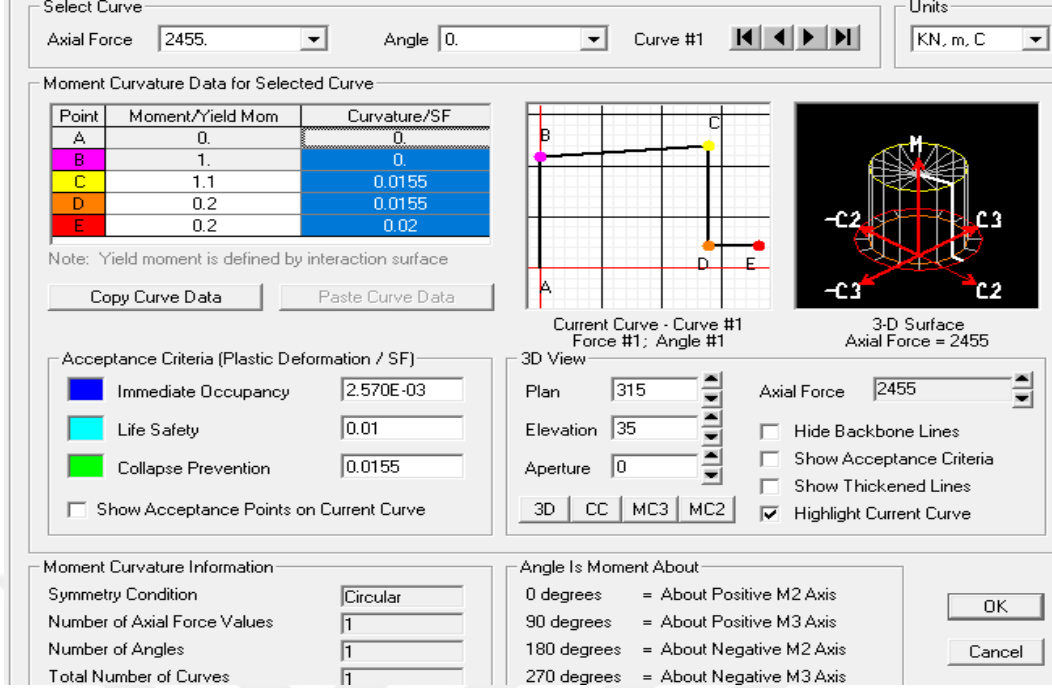 Select Curve
Units
Axial Force 2455. Angle 0. Curve #1 KN, m, C
Moment Curvature Data for Selected Curve
Point Moment/Yield Mom Curvature/SF
A 0. 0.
B 1. 0.
C 1.1 0.0155
D 0.2 0.0155
E 0.2 0.02
Note: Yield moment is defined by interaction surface
Copy Curve Data Paste Curve Data
B
C
D
E
A
Current Curve - Curve #1
Force #1; Angle #1
M
-C2
C3
-C3
C2
3-D Surface
Axial Force = 2455
Acceptance Criteria (Plastic Deformation / SF)
Immediate Occupancy 2.570E-03
Life Safety 0.01
Collapse Prevention 0.0155
Show Acceptance Points on Current Curve
3D View
Plan 315
Elevation 35
Aperture 0
3D CC MC3 MC2
Axial Force 2455
Hide Backbone Lines
Show Acceptance Criteria
Show Thickened Lines
Highlight Current Curve
Moment Curvature Information
Symmetry Condition Circular
Number of Axial Force Values 1
Number of Angles 1
Total Number of Curves 1
Angle Is Moment About
0 degrees = About Positive M2 Axis
90 degrees = About Positive M3 Axis
180 degrees = About Negative M2 Axis
270 degrees = About Negative M3 Axis
OK
Cancel